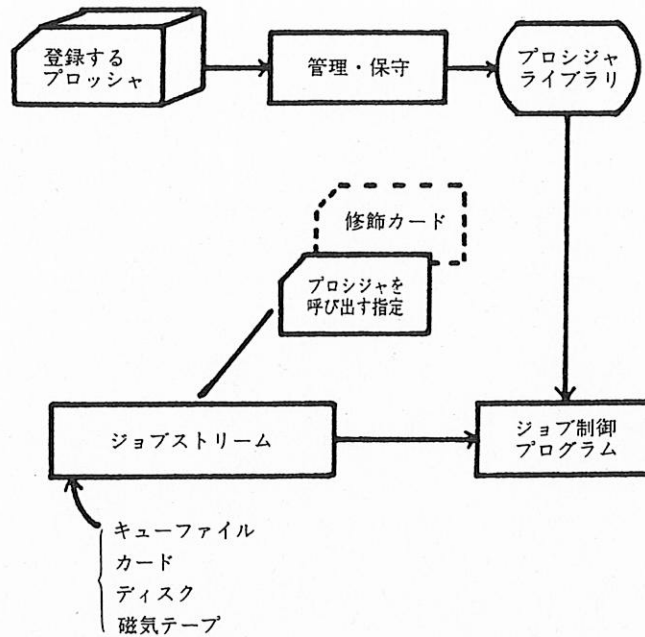 登録する
プロッシャ
管理・保守
プロシジャ
ライブラリ
修飾カード
プロシジャを
呼び出す指定
ジョブストリーム
ジョブ制御
プログラム
キューファイル
カード
ディスク
磁気テープ